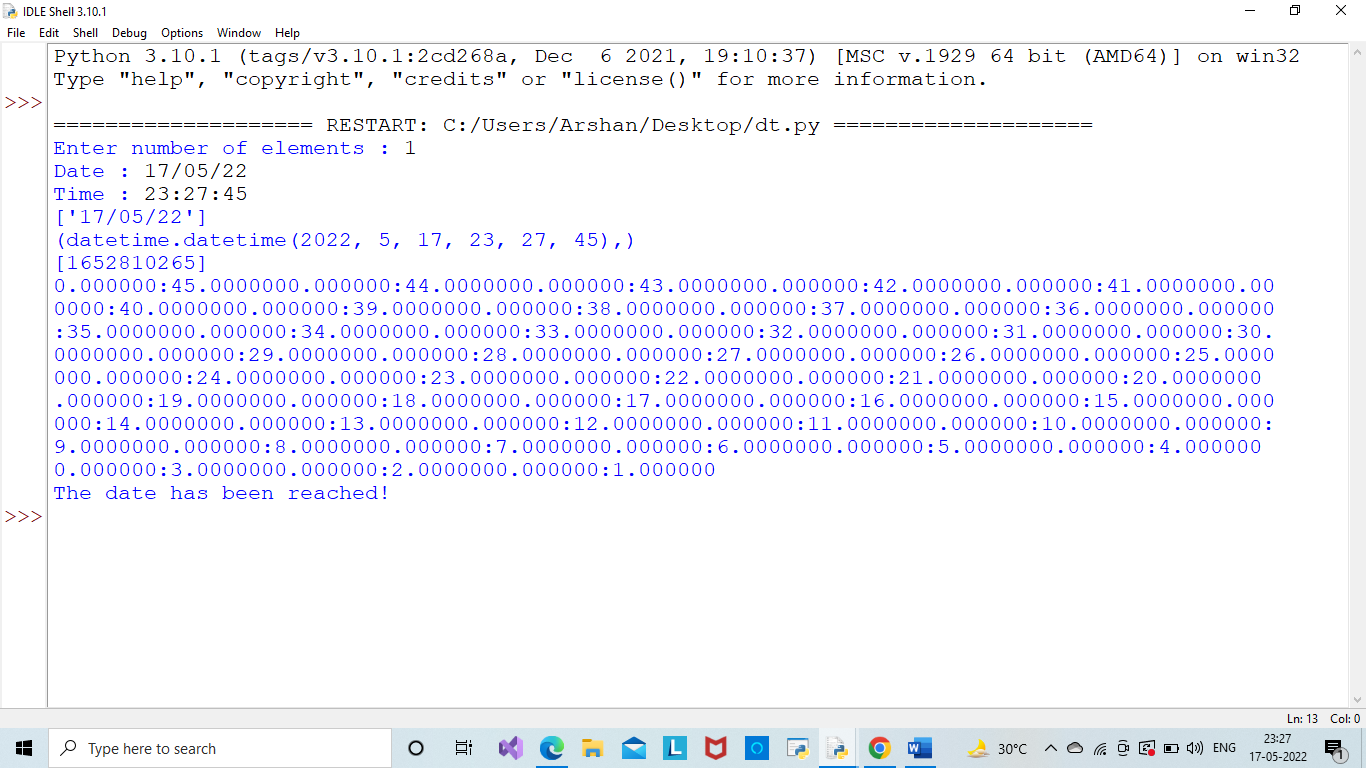 IDLE Shell 3.10.1
File Edit Shell Debug Options Window Help
Python 3.10.1 (tags/v3.10.1:2cd268a, Dec  6 2021, 19:10:37) [MSC v.1929 64 bit (AMD64)] on win32
Type "help", "copyright", "credits" or "license()" for more information.
>>>
==================== RESTART: C:/Users/Arshan/Desktop/dt.py ====================
Enter number of elements : 1
Date : 17/05/22
Time : 23:27:45
['17/05/22']
(datetime.datetime(2022, 5, 17, 23, 27, 45),)
[1652810265]
0.000000:45.0000000.000000:44.0000000.000000:43.0000000.000000:42.0000000.000000:41.0000000.00
0000:40.0000000.000000:39.0000000.000000:38.0000000.000000:37.0000000.000000:36.0000000.000000
:35.0000000.000000:34.0000000.000000:33.0000000.000000:32.0000000.000000:31.0000000.000000:30.
0000000.000000:29.0000000.000000:28.0000000.000000:27.0000000.000000:26.0000000.000000:25.0000
000.000000:24.0000000.000000:23.0000000.000000:22.0000000.000000:21.0000000.000000:20.0000000
.000000:19.0000000.000000:18.0000000.000000:17.0000000.000000:16.0000000.000000:15.0000000.000
000:14.0000000.000000:13.0000000.000000:12.0000000.000000:11.0000000.000000:10.0000000.000000:
9.0000000.000000:8.0000000.000000:7.0000000.000000:6.0000000.000000:5.0000000.000000:4.000000
0.000000:3.0000000.000000:2.0000000.000000:1.000000
The date has been reached!
>>>
Ln: 13 Col: 0
Type here to search
L
W
30°C
ENG
23:27
17-05-2022
1